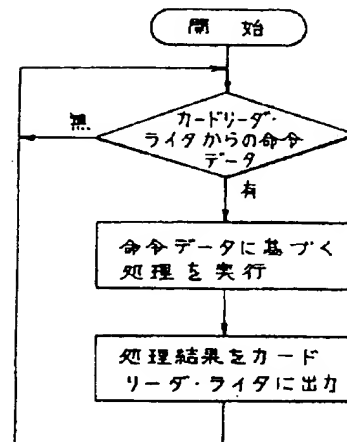 開始
カードリーダ・
ライタからの命令
データ
無
有
命令データに基づく
処理を実行
処理結果をカード
リーダ・ライタに出力